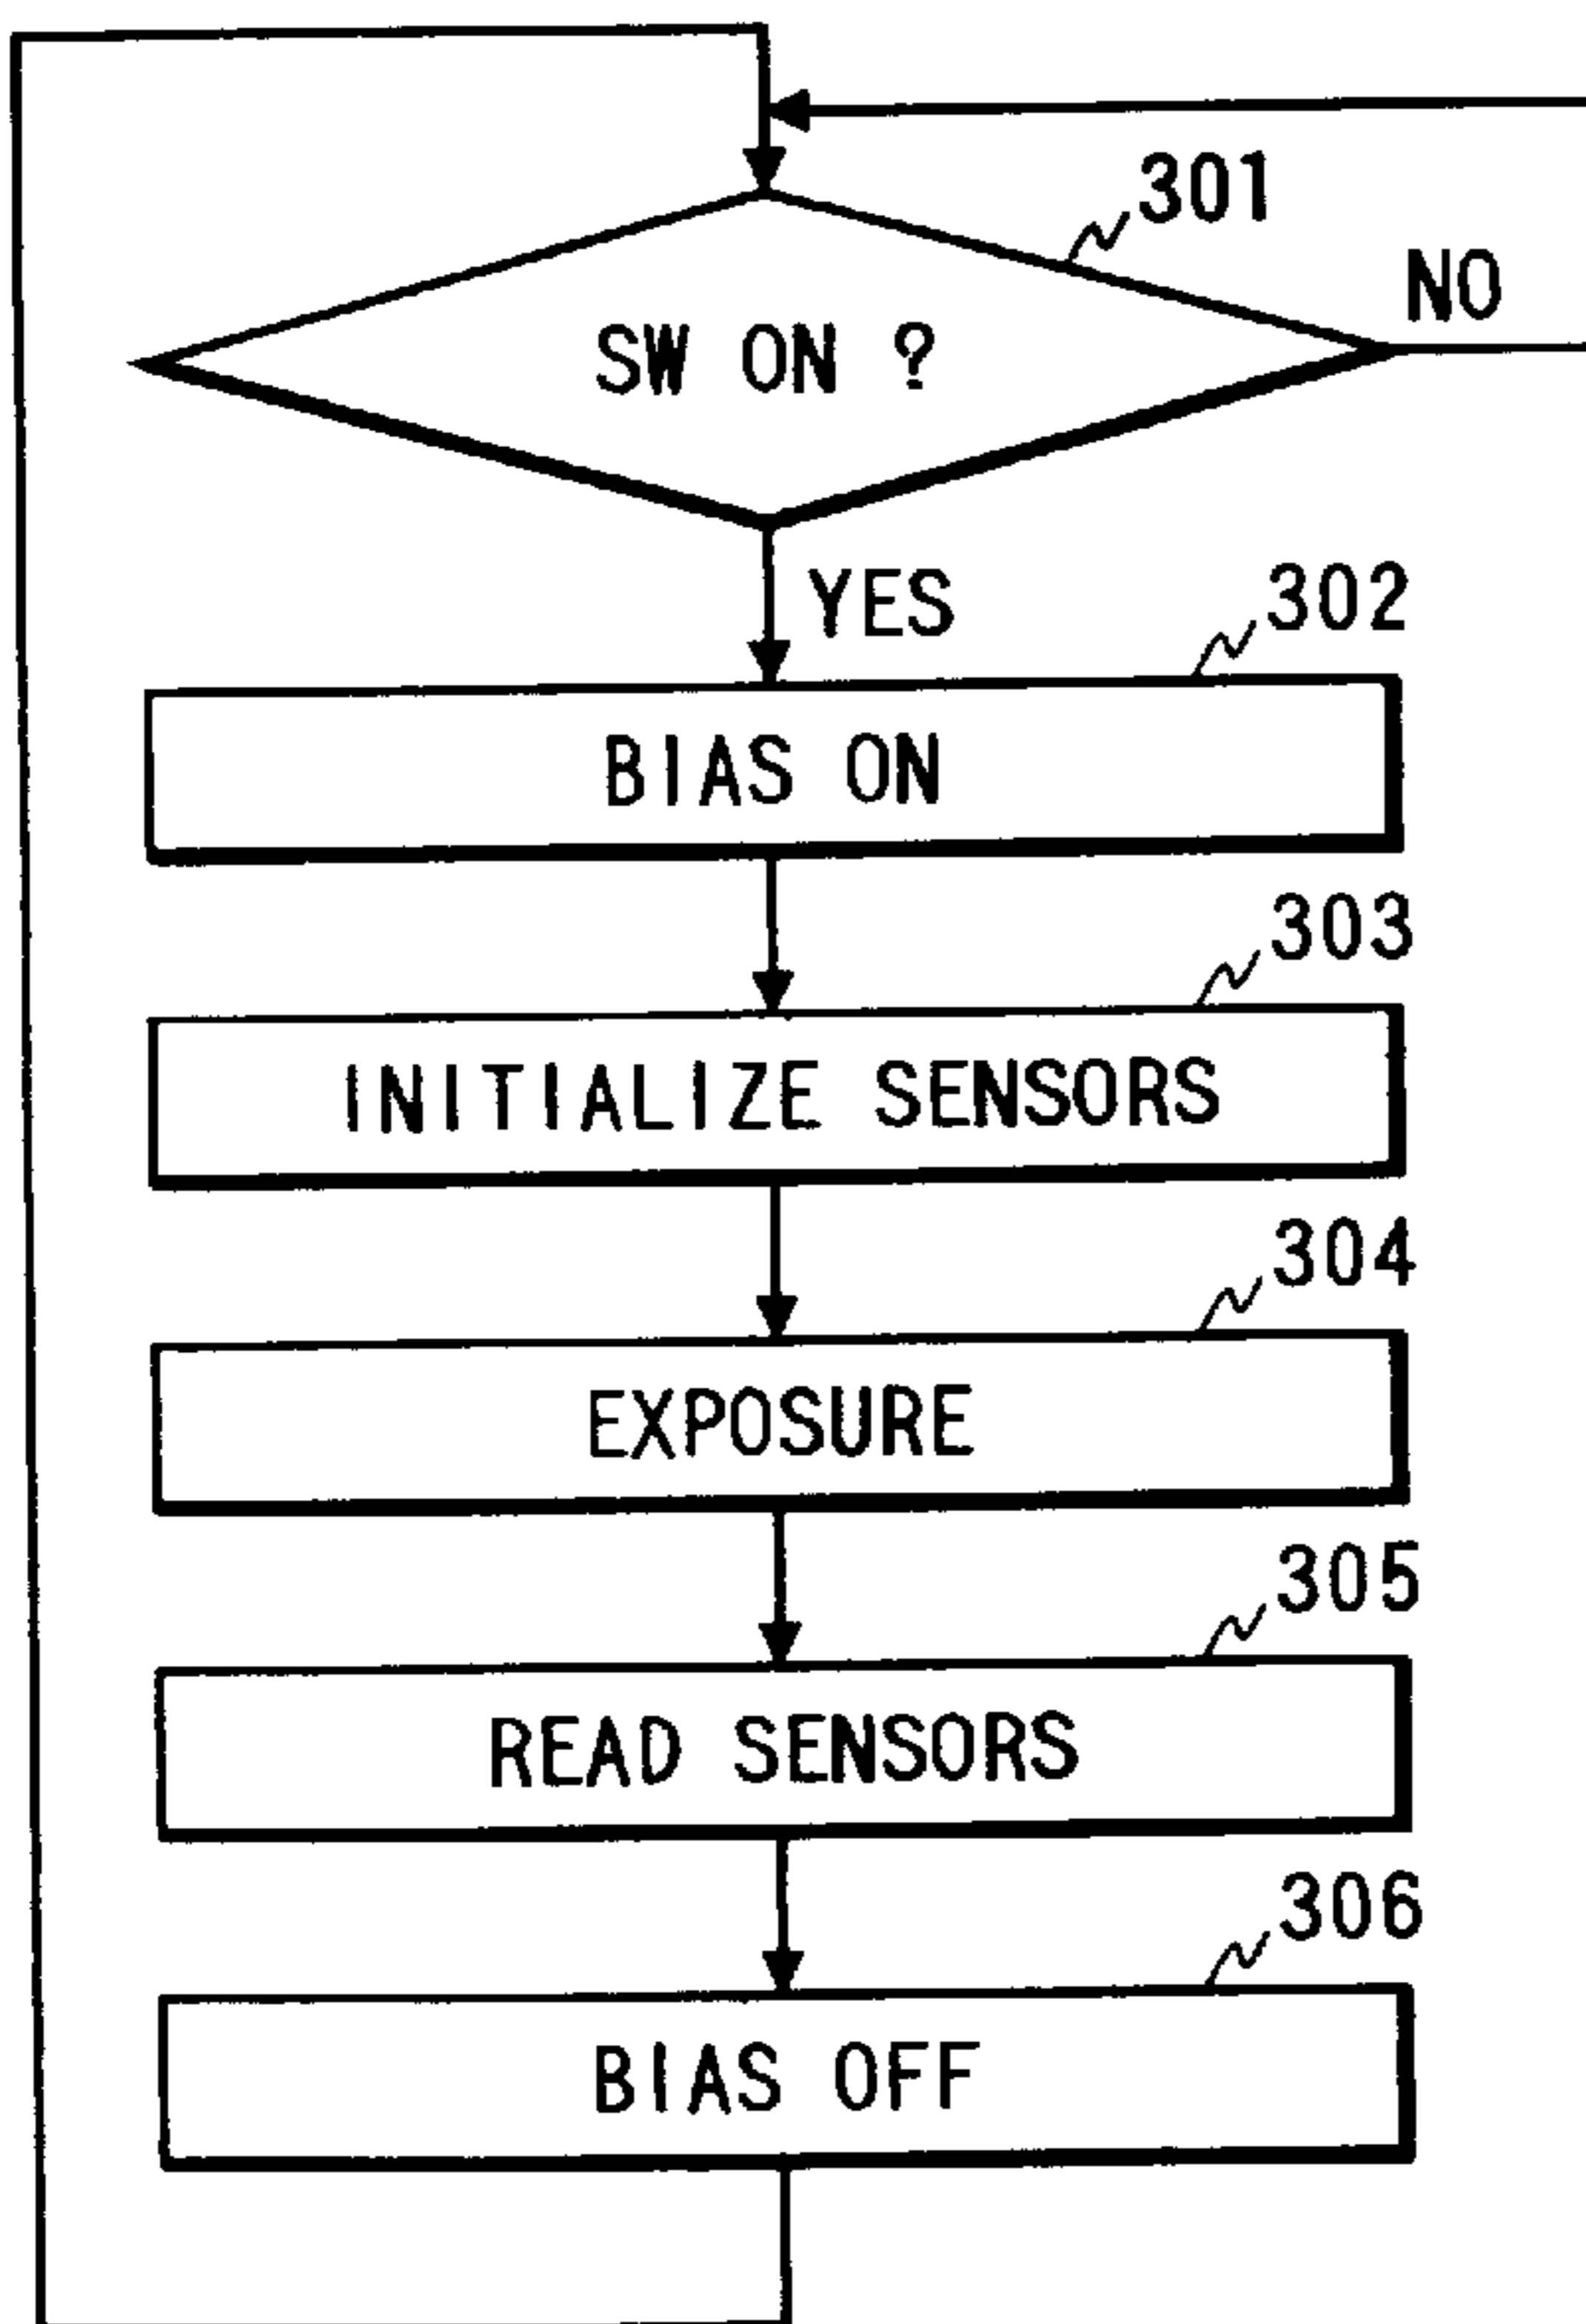 301
NO
SW ON ?
YES
302
BIAS ON
303
INITIALIZE SENSORS
304
EXPOSURE
305
READ SENSORS
306
BIAS OFF